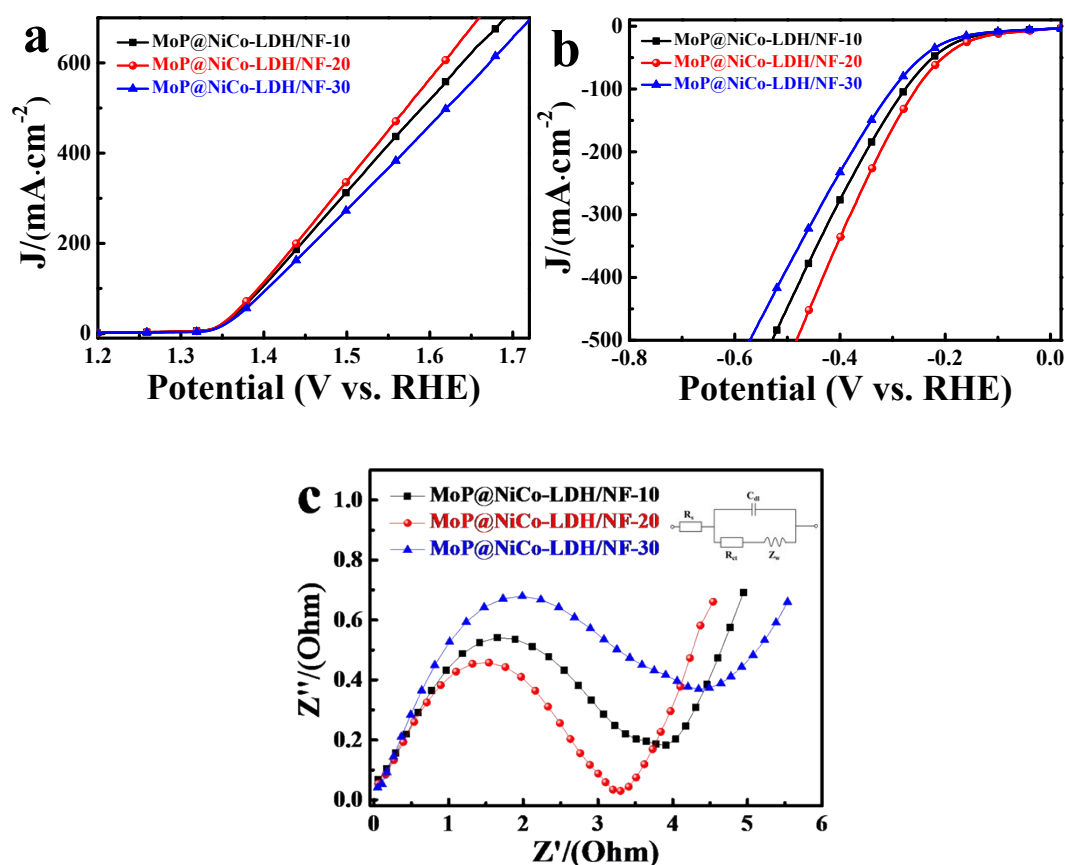 a
MoP@NiCo-LDH/NF-10
MoP@NiCo-LDH/NF-20
MoP@NiCo-LDH/NF-30
J/(mA·cm-2)
600
400
200
0
1.2 1.3 1.4 1.5 1.6 1.7
Potential (V vs. RHE)
b
MoP@NiCo-LDH/NF-10
MoP@NiCo-LDH/NF-20
MoP@NiCo-LDH/NF-30
J/(mA·cm-2)
0
-100
-200
-300
-400
-500
-0.8 -0.6 -0.4 -0.2 0.0
Potential (V vs. RHE)
c
MoP@NiCo-LDH/NF-10
MoP@NiCo-LDH/NF-20
MoP@NiCo-LDH/NF-30
Cdl
Rs
Rct Zw
Z''/(Ohm)
1.0
0.8
0.6
0.4
0.2
0.0
0 1 2 3 4 5 6
Z'/(Ohm)